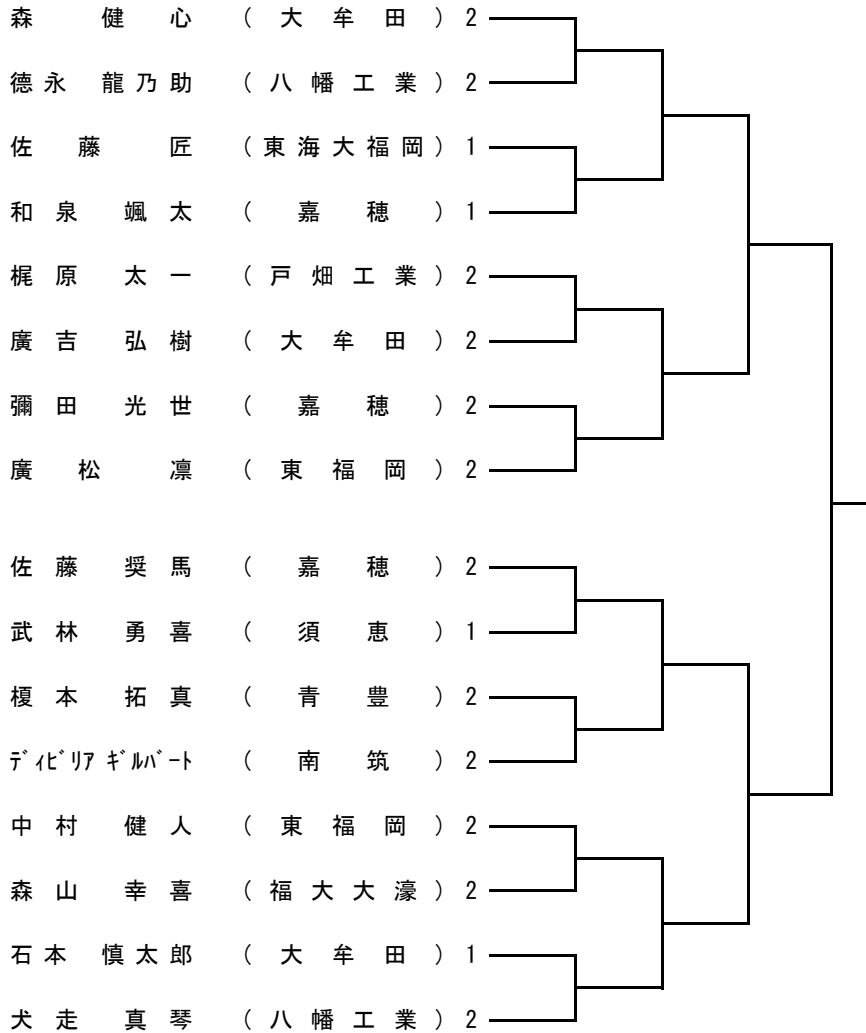 森 健 心 ( 大 牟 田 ) 2
德 永 龍 乃 助 ( 八 幡 工 業 ) 2
佐 藤 匠 ( 東 海 大 福 岡 ) 1
和 泉 颯 太 ( 嘉 穂 ) 1
梶 原 太 一 ( 戸 畑 工 業 ) 2
廣 吉 弘 樹 ( 大 牟 田 ) 2
彌 田 光 世 ( 嘉 穂 ) 2
廣 松 凛 ( 東 福 岡 ) 2
佐 藤 奨 馬 ( 嘉 穂 ) 2
武 林 勇 喜 ( 須 恵 ) 1
榎 本 拓 真 ( 青 豊 ) 2
ﾃﾞｨﾋﾞﾘｱ ｷﾞﾙﾊﾞｰﾄ ( 南 筑 ) 2
中 村 健 人 ( 東 福 岡 ) 2
森 山 幸 喜 ( 福 大 大 濠 ) 2
石 本 慎 太 郎 ( 大 牟 田 ) 1
犬 走 真 琴 ( 八 幡 工 業 ) 2